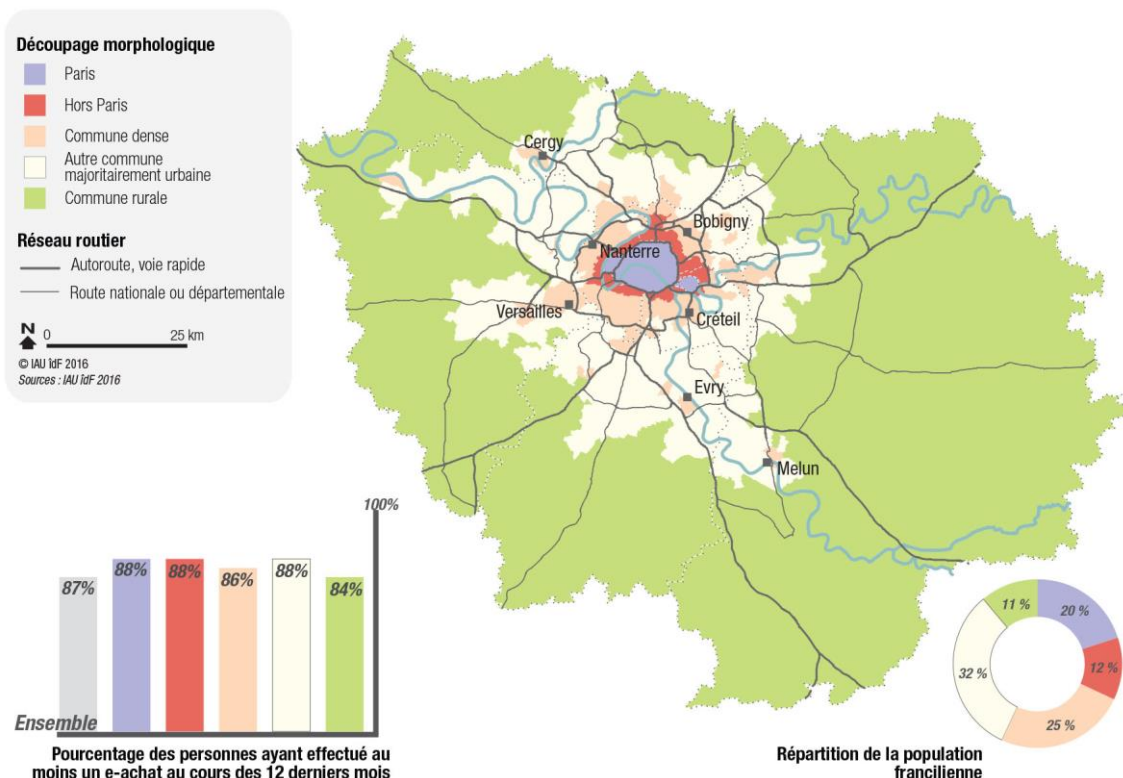 Découpage morphologique
Paris
Hors Paris
Commune dense
Autre commune
majoritairement urbaine
Commune rurale
Réseau routier
Autoroute, voie rapide
Route nationale ou départementale
N
0 25 km
© IAU îdF 2016
Sources : IAU îdF 2016
Cergy
Bobigny
Nanterre
Versailles
Créteil
Evry
Melun
100%
87%
88%
88%
86%
88%
84%
Ensemble
Pourcentage des personnes ayant effectué au
moins un e-achat au cours des 12 derniers mois
11 %
20 %
32 %
12 %
25 %
Répartition de la population
francilienne